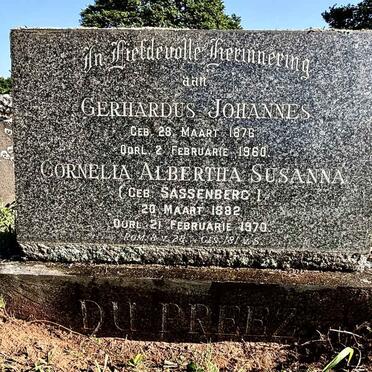 In Liefdevolle Herinnering
aan
GERHARDUS JOHANNES
GEB. 28 MAART 1876
OORL. 2 FEBRUARIE 1960.
CORNELIA ALBERTHA SUSANNA
(GEB. SASSENBERG)
20 MAART 1882
OORL. 21 FEBRUARIE 1970.
DU PREEZ